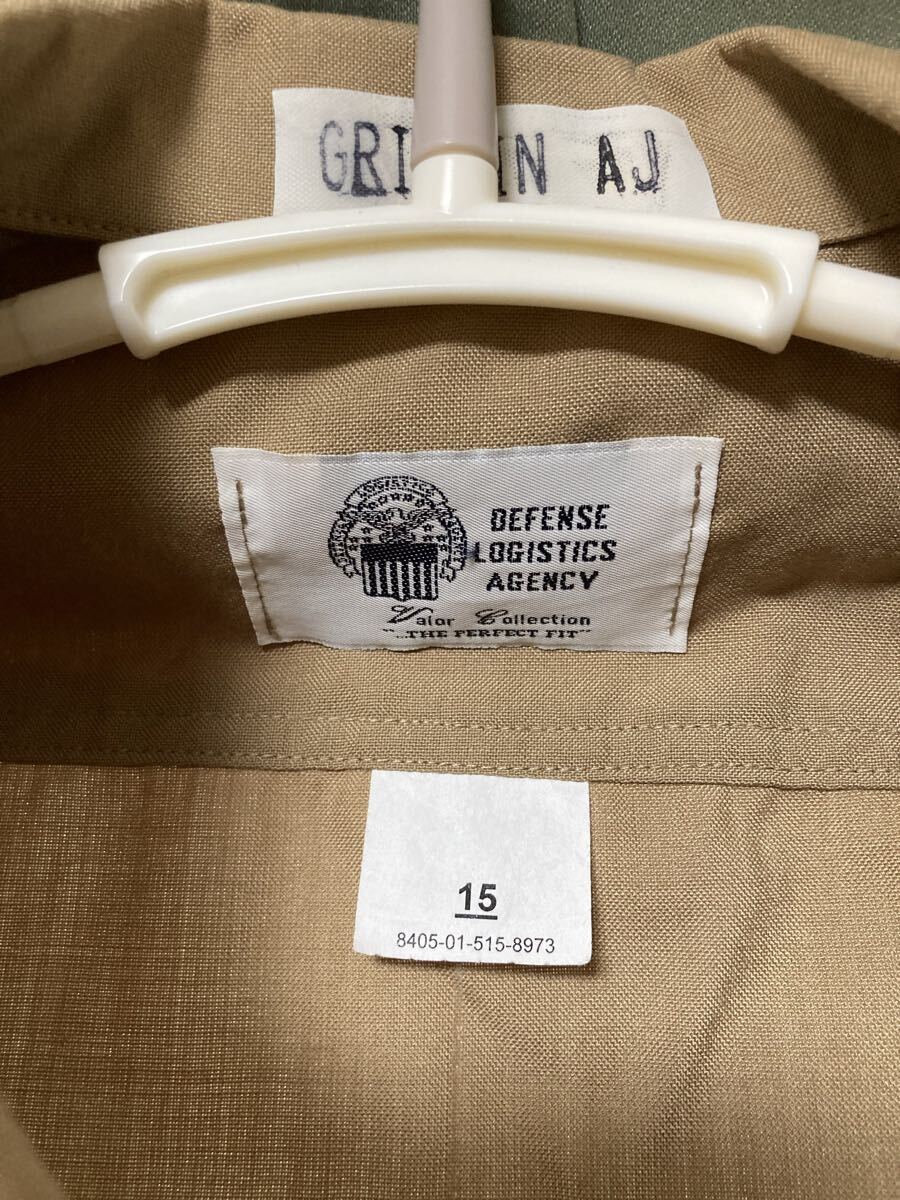 AJ
DEFENSE
LOGISTICS
AGENCY
Valor Collection
"...THE PERFECT FIT"
15
8405-01-515-8973